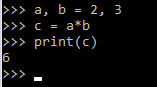 >>> a, b = 2, 3
>>> c = a*b
>>> print(c)
6
>>>